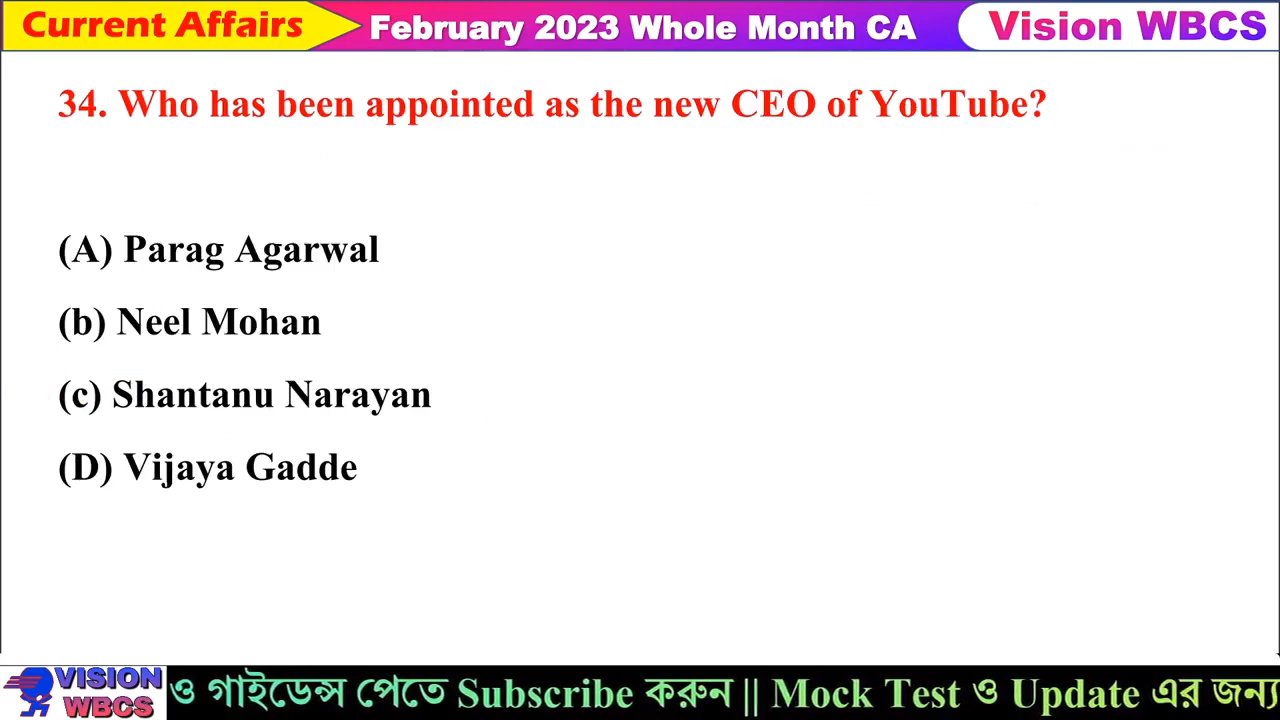 Current Affairs
February 2023 Whole Month CA
Vision WBCS
34. Who has been appointed as the new CEO of YouTube?
(A) Parag Agarwal
(b) Neel Mohan
(c) Shantanu Narayan
(D) Vijaya Gadde
VISION
WBCS
ও গাইডেন্স পেতে Subscribe করুন || Mock Test ও Update এর জন্য